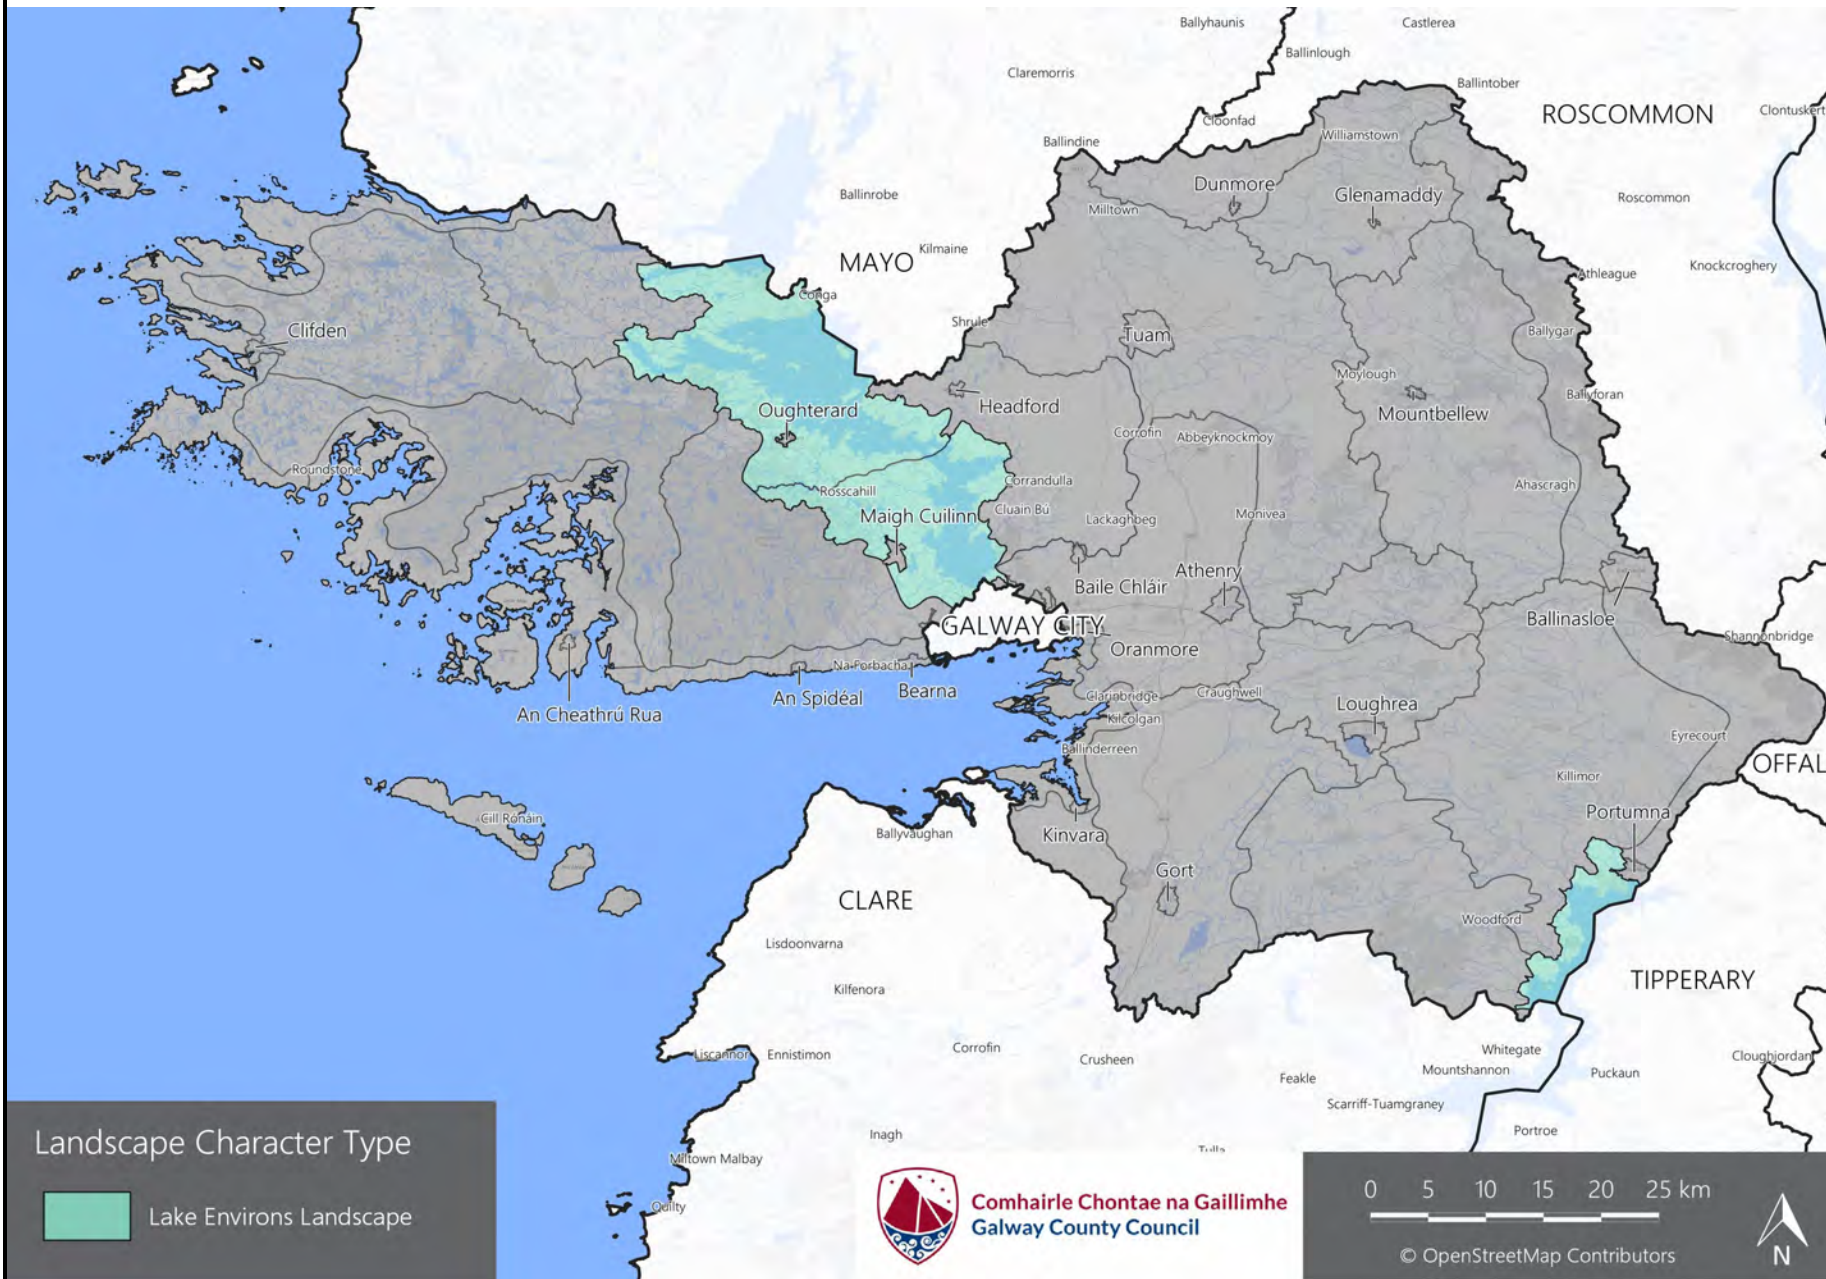 Ballyhaunis
Castlerea
Ballinlough
Claremorris
Ballintober
ROSCOMMON
Clontuskert
Cloonfad
Williamstown
Ballindine
Dunmore
Glenamaddy
Roscommon
Ballinrobe
Milltown
MAYO
Kilmaine
Athleague
Knockcroghery
Conga
Shrule
Clifden
Tuam
Ballygar
Moylough
Ballyforan
Oughterard
Headford
Mountbellew
Corrofin
Abbeyknockmoy
Roundstone
Corrandulla
Ahascragh
Rosscahill
Maigh Cuilinn
Cluain Bú
Lackaghbeg
Monivea
Athenry
Baile Chláir
Ballinasloe
GALWAY CITY
Shannonbridge
Oranmore
Na Forbacha
An Spidéal
Bearna
Clarinbridge
Craughwell
Loughrea
An Cheathrú Rua
Kilcolgan
Eyrecourt
Ballinderreen
OFFAL
Killimor
Portumna
Cill Rónáin
Ballyvaughan
Kinvara
Gort
CLARE
Woodford
Lisdoonvarna
TIPPERARY
Kilfenora
Liscannor
Ennistimon
Corrofin
Crusheen
Whitegate
Cloughjordan
Mountshannon
Puckaun
Feakle
Scarriff-Tuamgraney
Inagh
Portroe
Tulla
Miltown Malbay
Quilty
Landscape Character Type
Lake Environs Landscape
Comhairle Chontae na Gaillimhe
Galway County Council
0 5 10 15 20 25 km
© OpenStreetMap Contributors
N